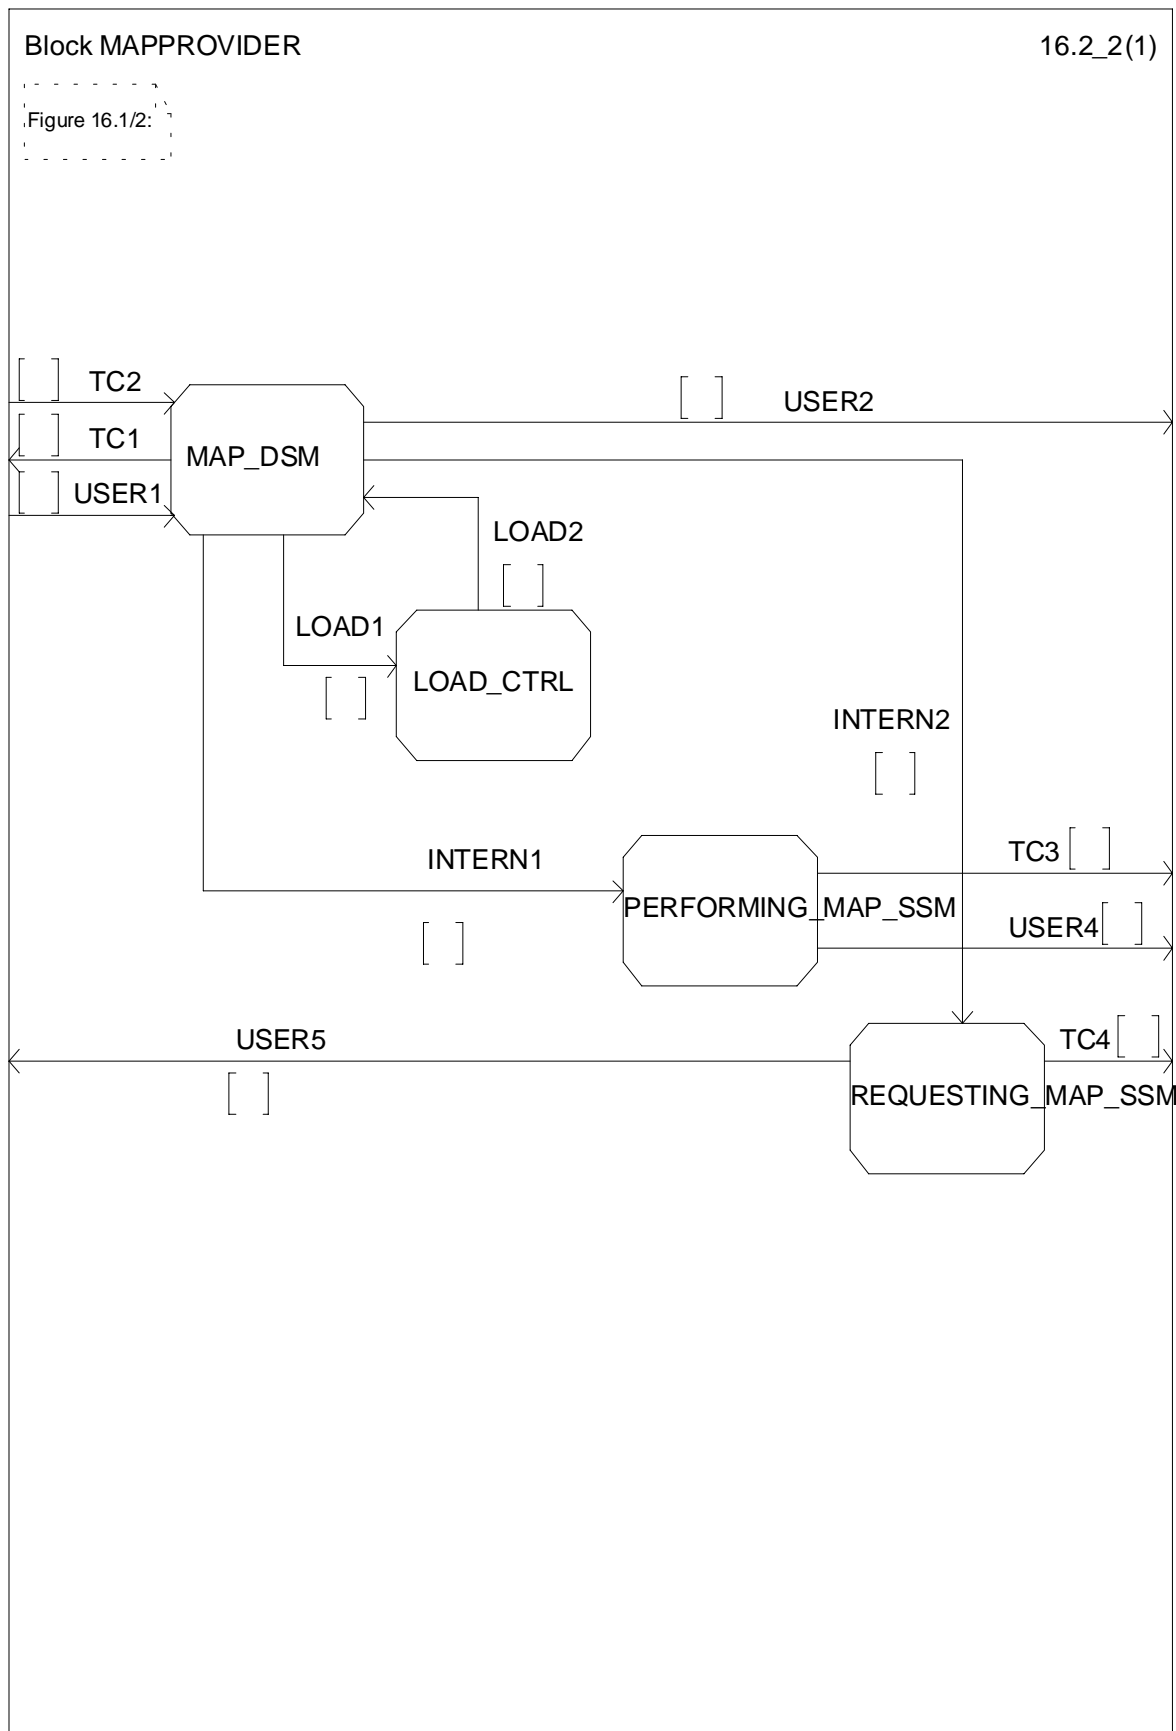 Block MAPPROVIDER 16.2_2(1)
Figure 16.1/2:
TC2
USER2
TC1
MAP_DSM
USER1
LOAD2
LOAD1
LOAD_CTRL
INTERN2
INTERN1
TC3
PERFORMING_MAP_SSM
USER4
USER5
TC4
REQUESTING_MAP_SSM